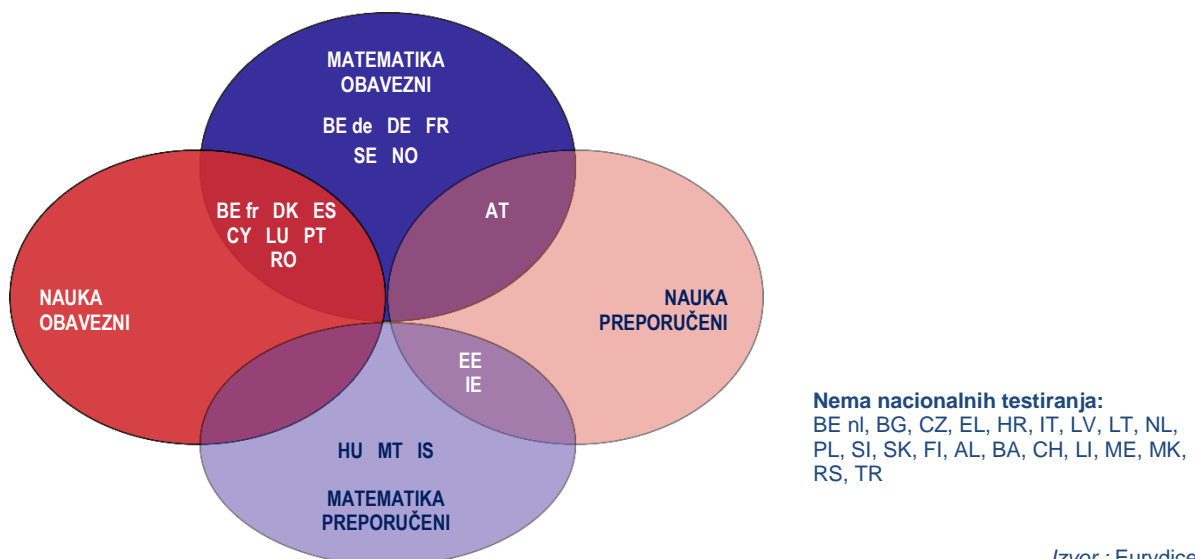 MATEMATIKA
OBAVEZNI
BE de DE FR
SE NO
BE fr DK ES
CY LU PT
RO
AT
NAUKA
OBAVEZNI
NAUKA
PREPORUČENI
EE
IE
HU MT IS
MATEMATIKA
PREPORUČENI
Nema nacionalnih testiranja:
BE nl, BG, CZ, EL, HR, IT, LV, LT, NL,
PL, SI, SK, FI, AL, BA, CH, LI, ME, MK,
RS, TR
Izvor : Eurydice